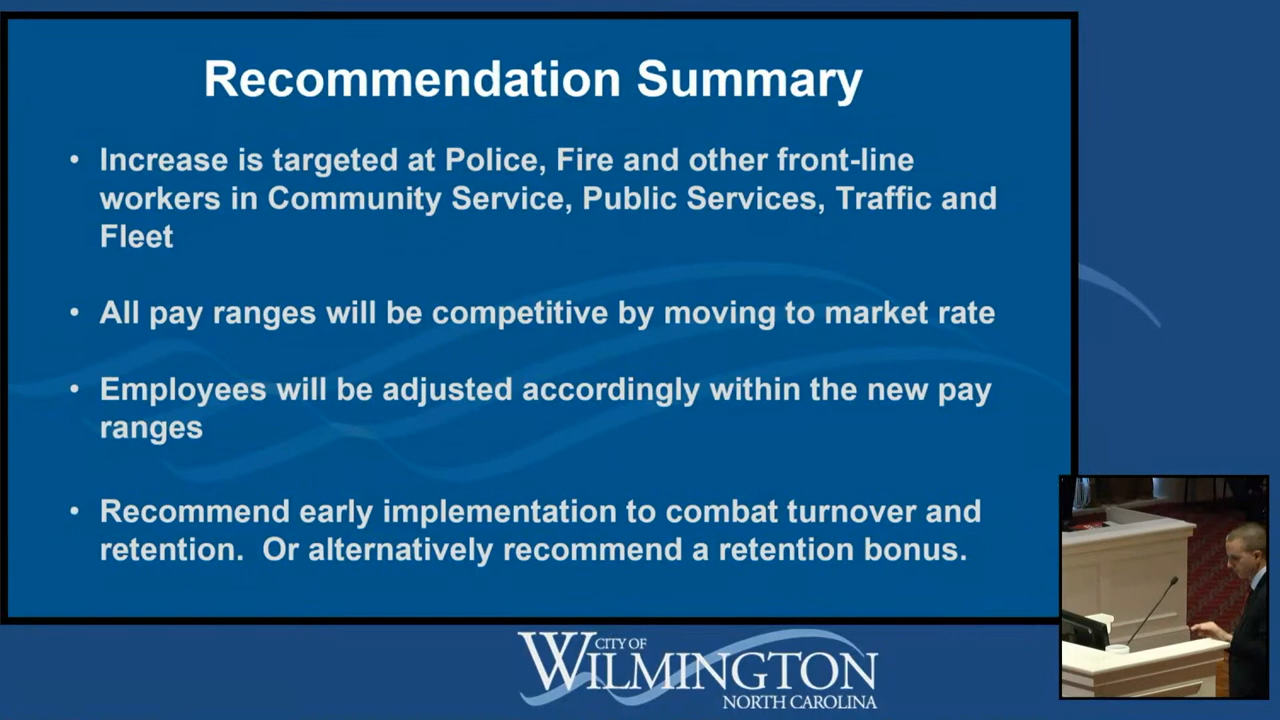 Recommendation Summary
• Increase is targeted at Police, Fire and other front-line
workers in Community Service, Public Services, Traffic and
Fleet
• All pay ranges will be competitive by moving to market rate
• Employees will be adjusted accordingly within the new pay
ranges
• Recommend early implementation to combat turnover and
retention. Or alternatively recommend a retention bonus.
CITY OF
WILMINGTON
NORTH CAROLINA